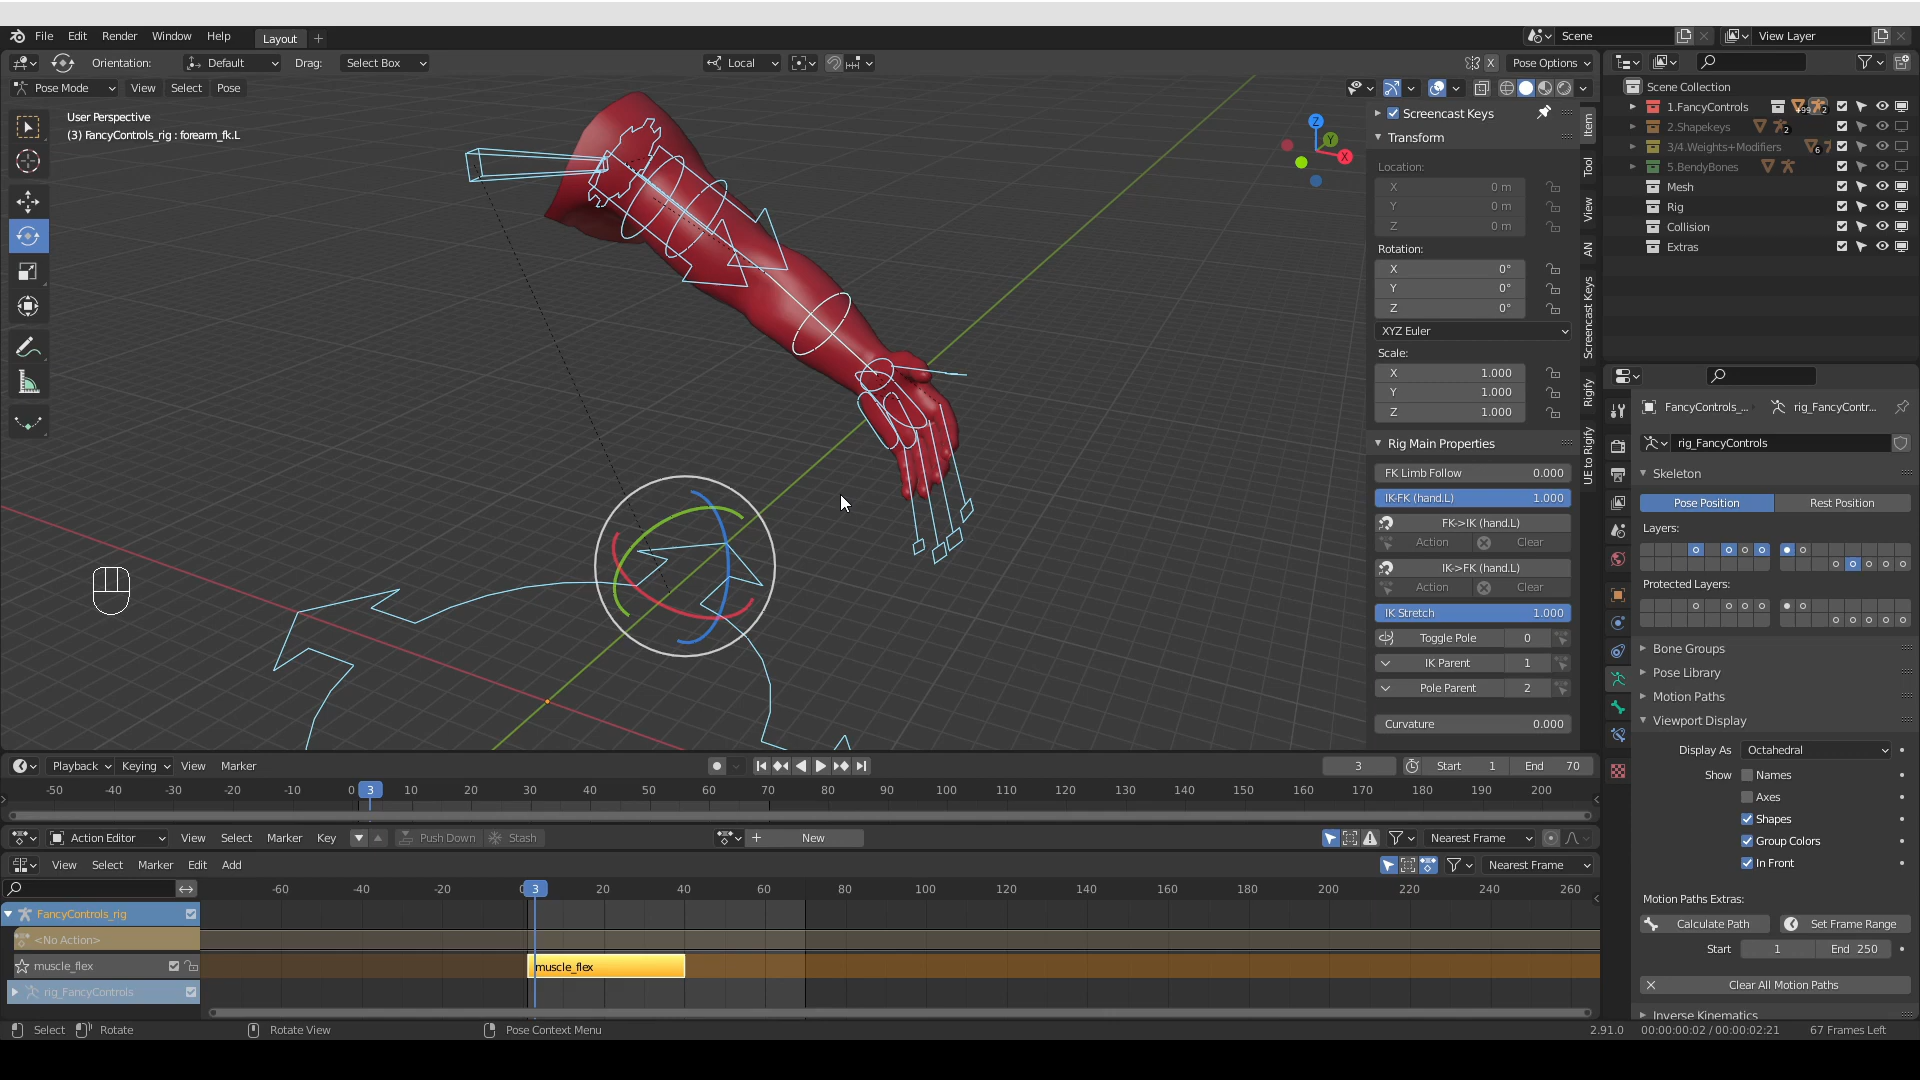 File Edit Render Window Help Layout + Scene View Layer
Orientation: Default Drag: Select Box Local X Pose Options
Pose Mode View Select Pose
User Perspective
(3) FancyControls_rig : forearm_fk.L
Z
Y
X
Screencast Keys
Transform
Location:
X 0 m
Y 0 m
Z 0 m
Rotation:
X 0°
Y 0°
Z 0°
XYZ Euler
Scale:
X 1.000
Y 1.000
Z 1.000
Rig Main Properties
FK Limb Follow 0.000
IK-FK (hand.L) 1.000
FK->IK (hand.L)
Action Clear
IK->FK (hand.L)
Action Clear
IK Stretch 1.000
Toggle Pole 0
IK Parent 1
Pole Parent 2
Curvature 0.000
Item
Tool
View
AN
Screencast Keys
Rigify
UE to Rigify
Scene Collection
1.FancyControls 2
2.Shapekeys 2
3/4.Weights+Modifiers 6
5.BendyBones
Mesh
Rig
Collision
Extras
FancyControls_... rig_FancyContr...
rig_FancyControls
Skeleton
Pose Position Rest Position
Layers:
Protected Layers:
Bone Groups
Pose Library
Motion Paths
Viewport Display
Display As Octahedral
Show Names
Axes
Shapes
Group Colors
In Front
Motion Paths Extras:
Calculate Path Set Frame Range
Start 1 End 250
Clear All Motion Paths
Inverse Kinematics
Playback Keying View Marker 3 Start 1 End 70
-50 -40 -30 -20 -10 0 3 10 20 30 40 50 60 70 80 90 100 110 120 130 140 150 160 170 180 190 200
Action Editor View Select Marker Key Push Down Stash + New Nearest Frame
View Select Marker Edit Add Nearest Frame
-60 -40 -20 3 20 40 60 80 100 120 140 160 180 200 220 240 260
FancyControls_rig
<No Action>
muscle_flex muscle_flex
rig_FancyControls
Select Rotate Rotate View Pose Context Menu 2.91.0 00:00:00:02 / 00:00:02:21 67 Frames Left